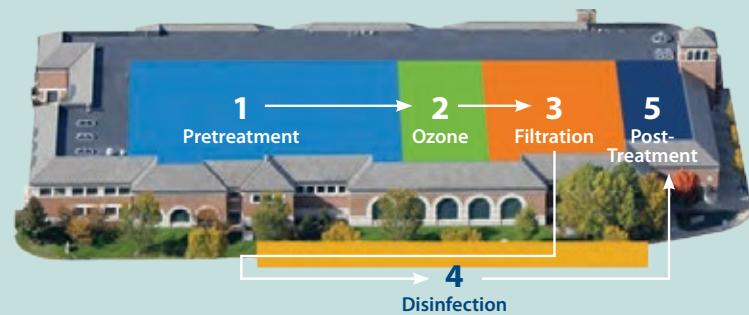 1
Pretreatment
2
Ozone
3
Filtration
5
Post-
Treatment
4
Disinfection